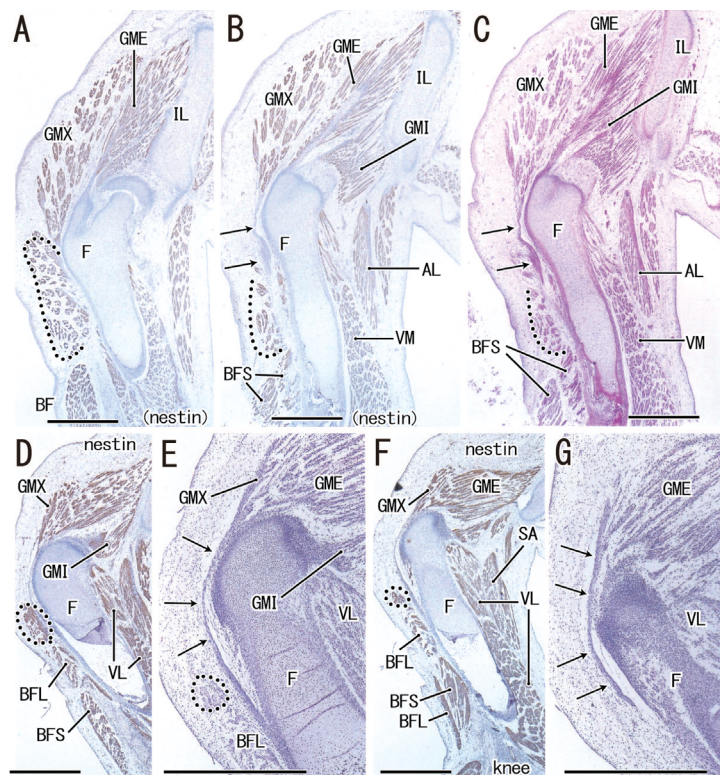 A
GME
GMX
IL
F
BF
(nestin)
B
GME
GMX
IL
GMI
F
AL
VM
BFS
(nestin)
C
GME
IL
GMI
F
AL
VM
BFS
D
nestin
GMX
GMI
F
VL
BFL
BFS
E
GMX
GME
GMI
VL
F
BFL
F
nestin
GMX
GME
SA
VL
BFL
BFS
BFL
knee
G
GME
VL
F